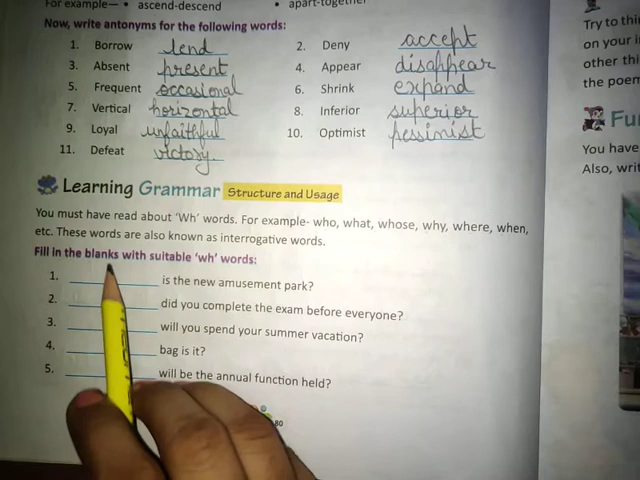 For example— • ascend-descend • apart-together
Now, write antonyms for the following words:
1. Borrow lend 2. Deny accept
3. Absent present 4. Appear disappear
5. Frequent occasional 6. Shrink expand
7. Vertical horizontal 8. Inferior superior
9. Loyal unfaithful 10. Optimist pessimist
11. Defeat victory.
Learning Grammar Structure and Usage
You must have read about 'Wh' words. For example- who, what, whose, why, where, when,
etc. These words are also known as interrogative words.
Fill in the blanks with suitable 'wh' words:
1. __________ is the new amusement park?
2. __________ did you complete the exam before everyone?
3. __________ will you spend your summer vacation?
4. __________ bag is it?
5. __________ will be the annual function held?
80
Try to thi
on your i
other thi
the poem
Fu
You have
Also, writ